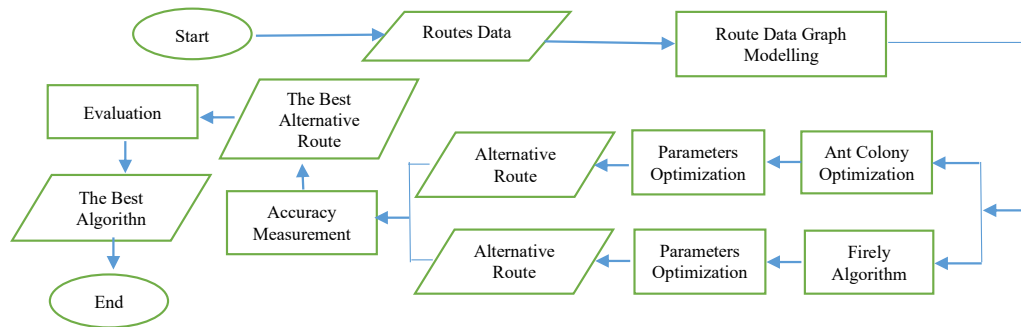 Start
Routes Data
Route Data Graph
Modelling
Evaluation
The Best
Alternative
Route
Alternative
Route
Parameters
Optimization
Ant Colony
Optimization
The Best
Algorithn
Accuracy
Measurement
Alternative
Route
Parameters
Optimization
Firely
Algorithm
End